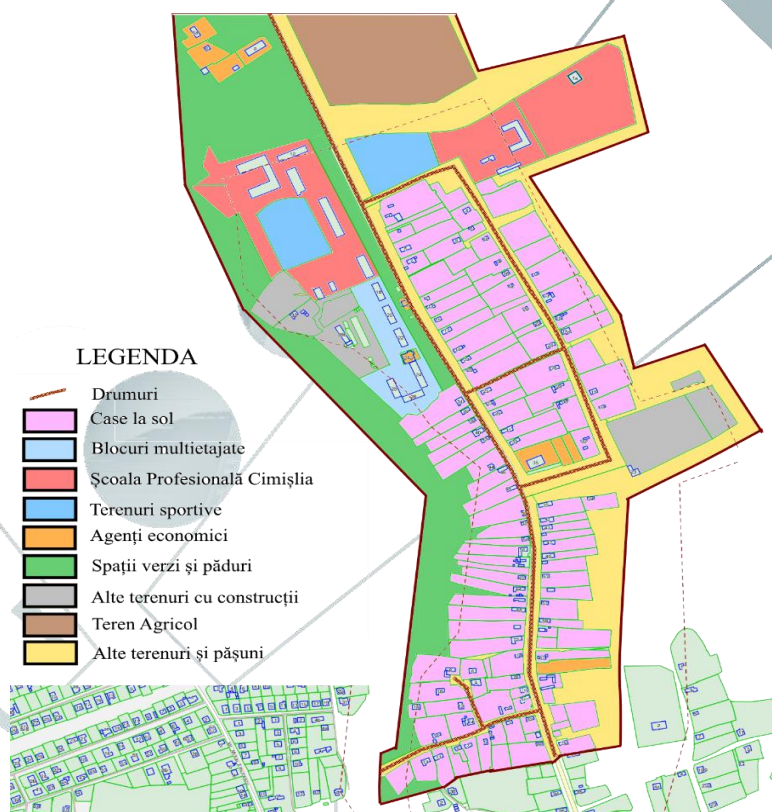 LEGENDA
Drumuri
Case la sol
Blocuri multietajate
Școala Profesională Cimișlia
Terenuri sportive
Agenți economici
Spații verzi și păduri
Alte terenuri cu construcții
Teren Agricol
Alte terenuri și pășuni